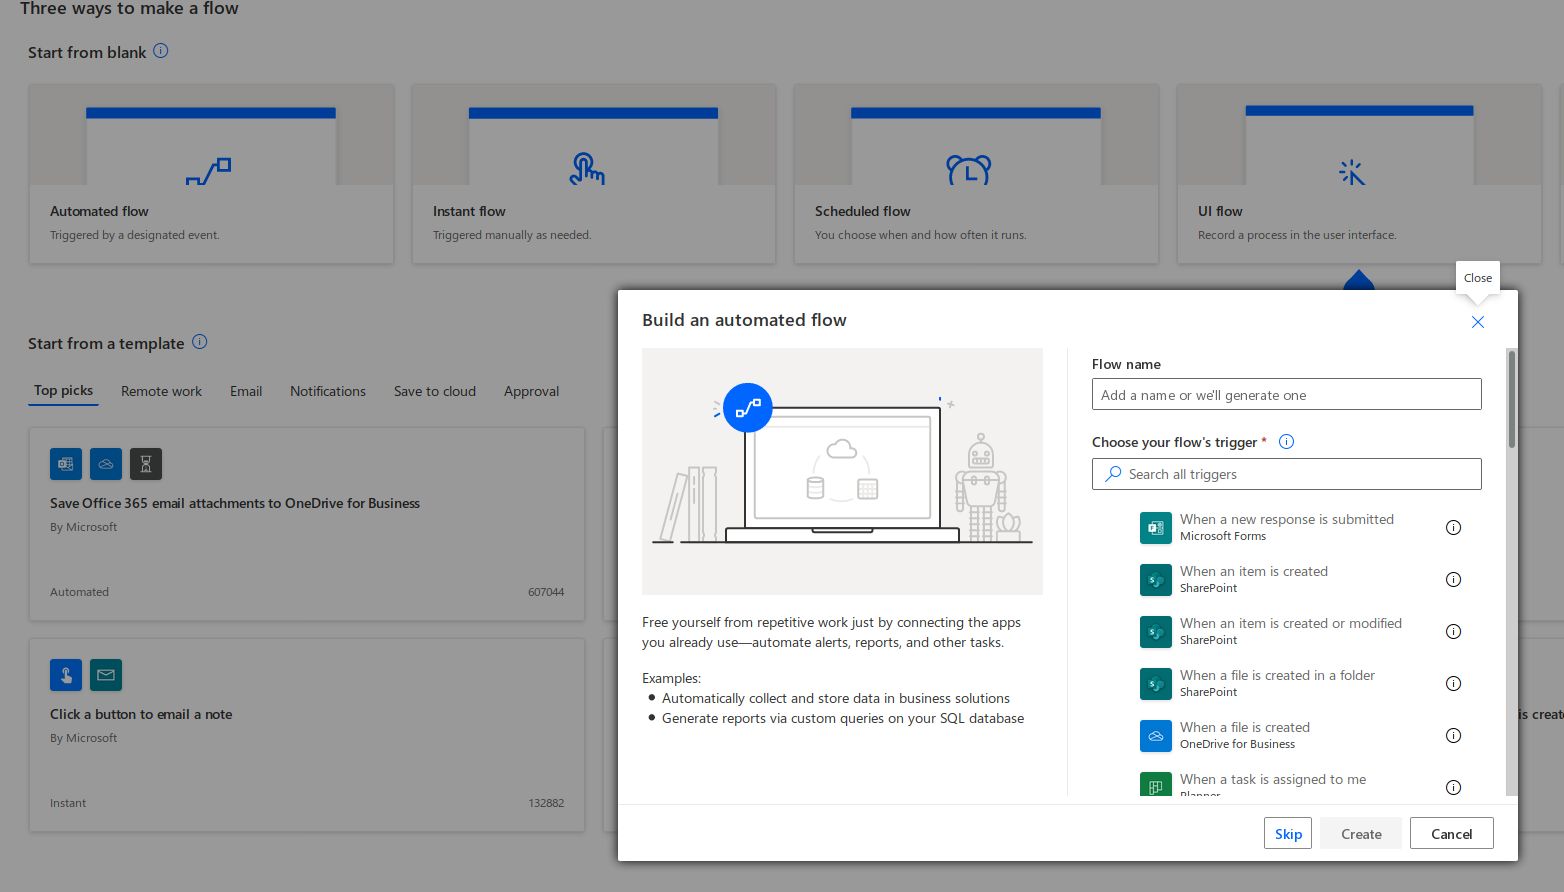 Three ways to make a flow
Start from blank
Automated flow
Triggered by a designated event.
Instant flow
Triggered manually as needed.
Scheduled flow
You choose when and how often it runs.
UI flow
Record a process in the user interface.
Start from a template
Top picks
Remote work
Email
Notifications
Save to cloud
Approval
Save Office 365 email attachments to OneDrive for Business
By Microsoft
Automated
607044
Click a button to email a note
By Microsoft
Instant
132882
Close
Build an automated flow
Free yourself from repetitive work just by connecting the apps
you already use—automate alerts, reports, and other tasks.
Examples:
• Automatically collect and store data in business solutions
• Generate reports via custom queries on your SQL database
Flow name
Add a name or we'll generate one
Choose your flow's trigger *
Search all triggers
When a new response is submitted
Microsoft Forms
When an item is created
SharePoint
When an item is created or modified
SharePoint
When a file is created in a folder
SharePoint
When a file is created
OneDrive for Business
When a task is assigned to me
Planner
Skip
Create
Cancel